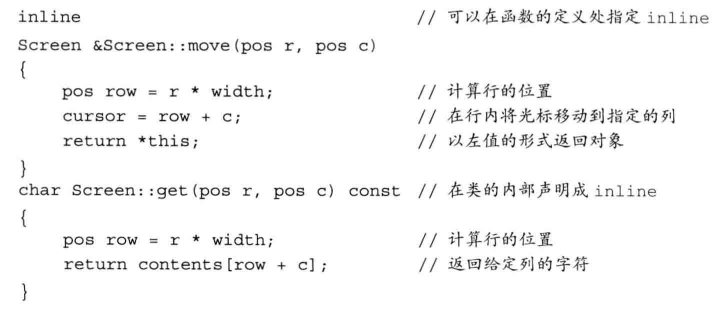 inline // 可以在函数的定义处指定 inline
Screen &Screen::move(pos r, pos c)
{
    pos row = r * width; // 计算行的位置
    cursor = row + c; // 在行内将光标移动到指定的列
    return *this; // 以左值的形式返回对象
}
char Screen::get(pos r, pos c) const // 在类的内部声明成 inline
{
    pos row = r * width; // 计算行的位置
    return contents[row + c]; // 返回给定列的字符
}